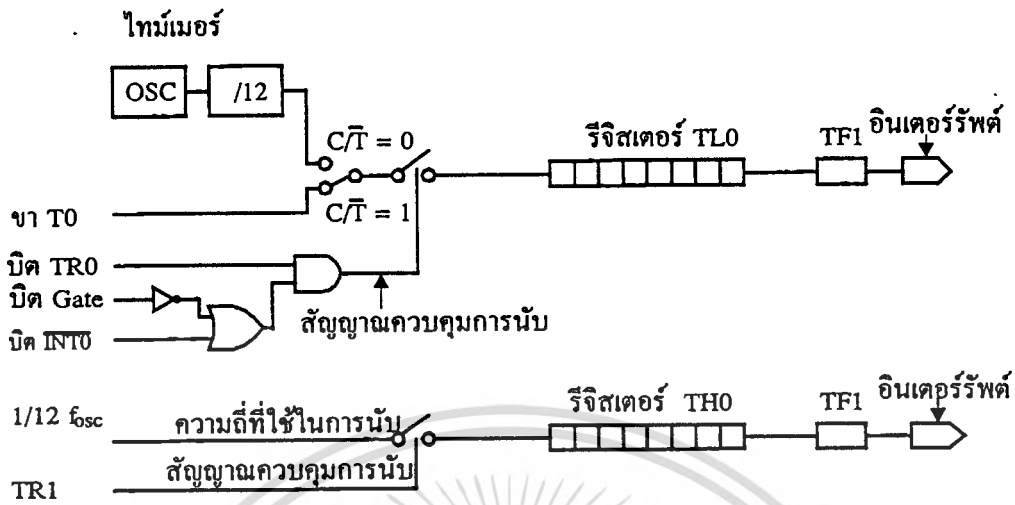 ไทม์เมอร์
OSC
/12
C/T̅ = 0
รีจิสเตอร์ TL0
TF1
อินเตอร์รัพต์
ขา T0
C/T̅ = 1
บิต TR0
บิต Gate
สัญญาณควบคุมการนับ
บิต I̅N̅T̅0̅
1/12 fosc
ความถี่ที่ใช้ในการนับ
รีจิสเตอร์ TH0
TF1
อินเตอร์รัพต์
สัญญาณควบคุมการนับ
TR1